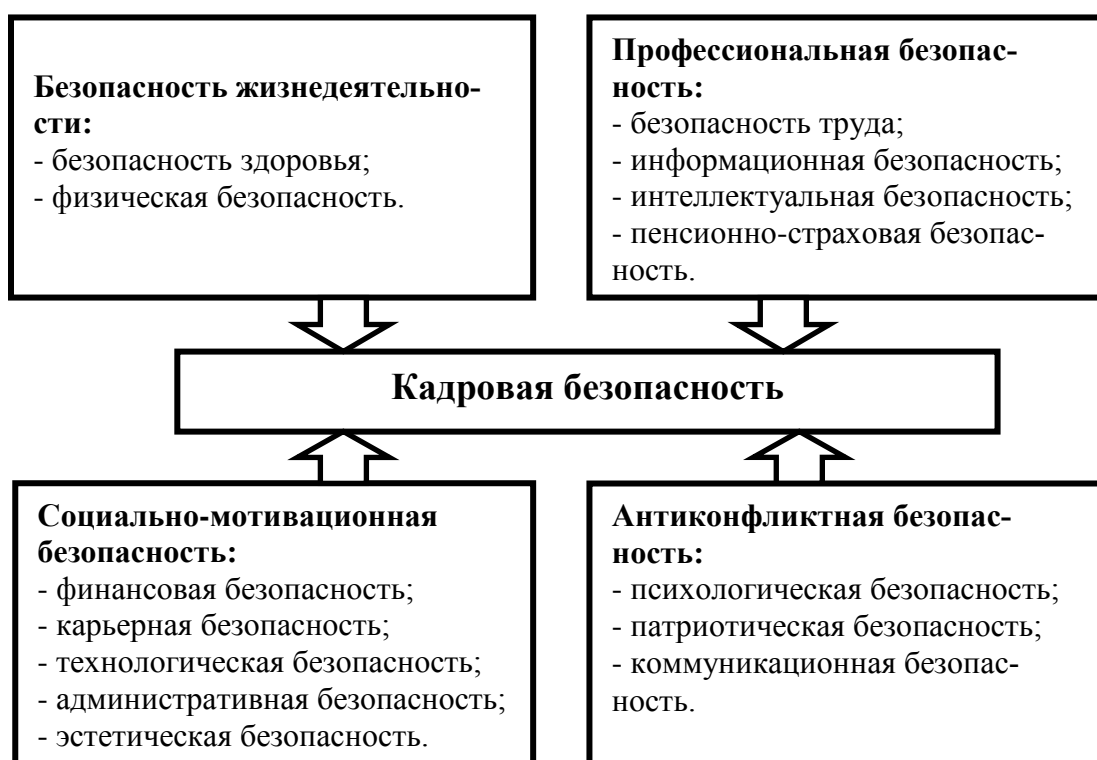 Безопасность жизнедеятельно-
сти:
- безопасность здоровья;
- физическая безопасность.
Профессиональная безопас-
ность:
- безопасность труда;
- информационная безопасность;
- интеллектуальная безопасность;
- пенсионно-страховая безопас-
ность.
Кадровая безопасность
Социально-мотивационная
безопасность:
- финансовая безопасность;
- карьерная безопасность;
- технологическая безопасность;
- административная безопасность;
- эстетическая безопасность.
Антиконфликтная безопас-
ность:
- психологическая безопасность;
- патриотическая безопасность;
- коммуникационная безопас-
ность.